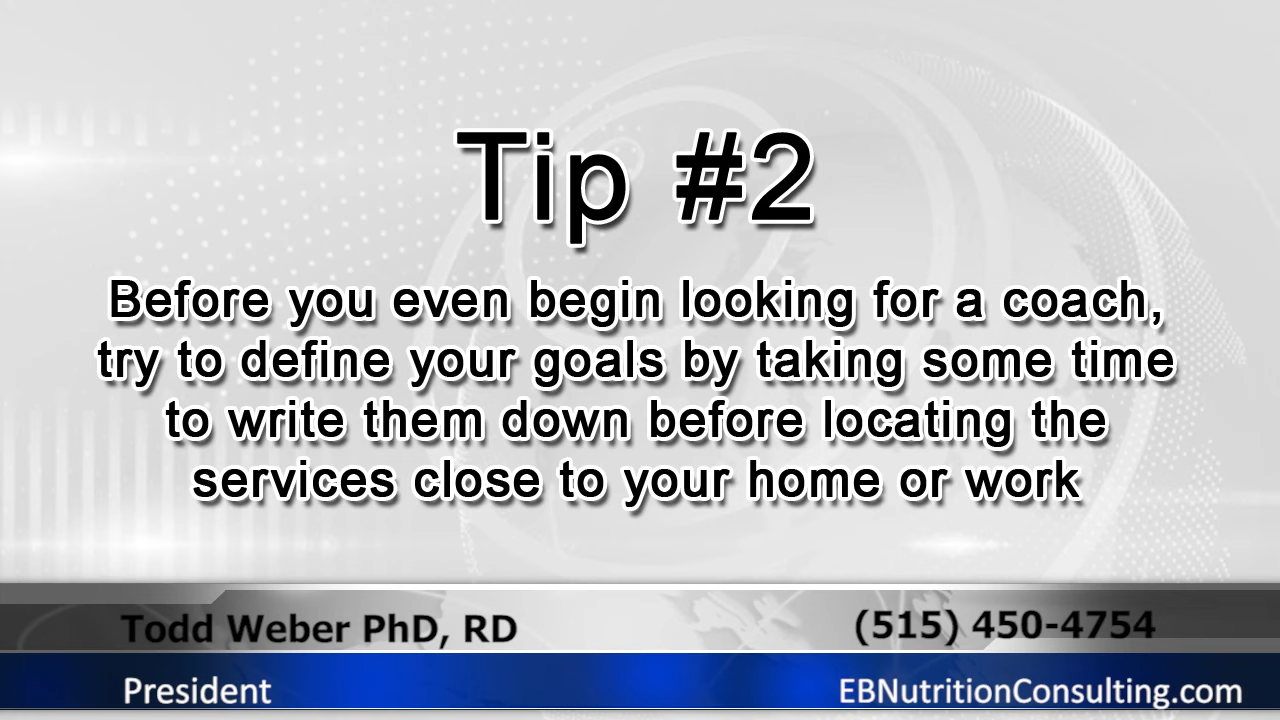 Tip #2
Before you even begin looking for a coach,
try to define your goals by taking some time
to write them down before locating the
services close to your home or work
Todd Weber PhD, RD
(515) 450-4754
President
EBNutritionConsulting.com